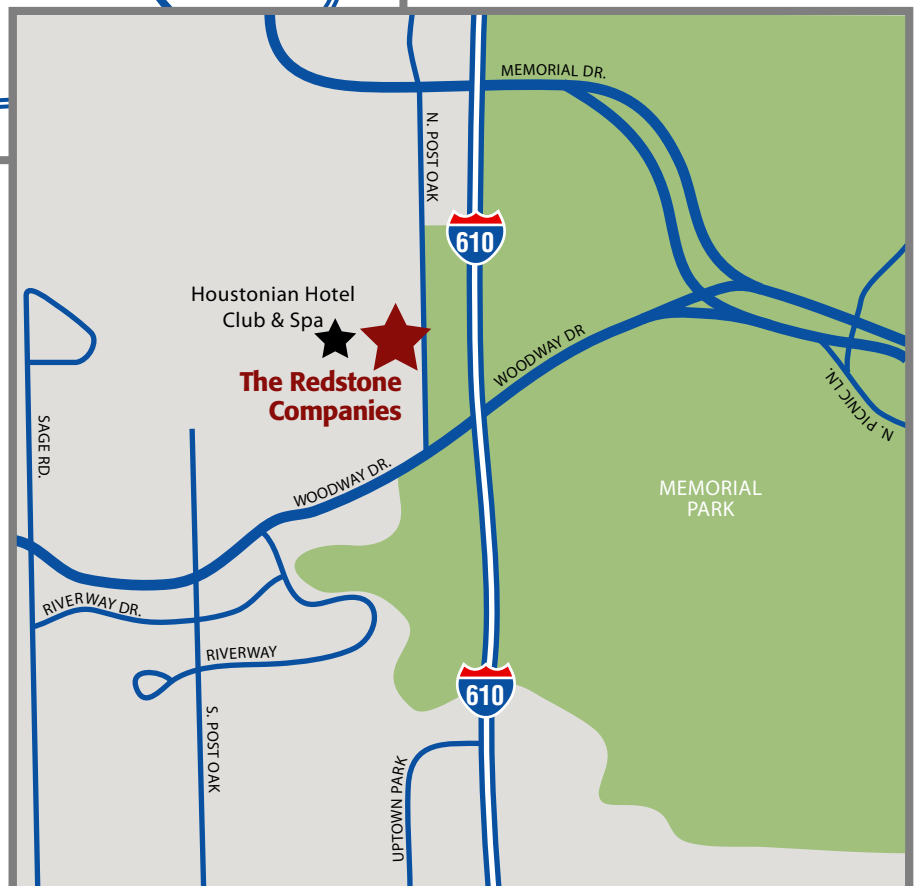 MEMORIAL DR.
N. POST OAK
610
Houstonian Hotel
Club & Spa
The Redstone
Companies
WOODWAY DR
N. PICNIC LN.
SAGE RD.
WOODWAY DR.
MEMORIAL
PARK
RIVERWAY DR.
RIVERWAY
610
S. POST OAK
UPTOWN PARK